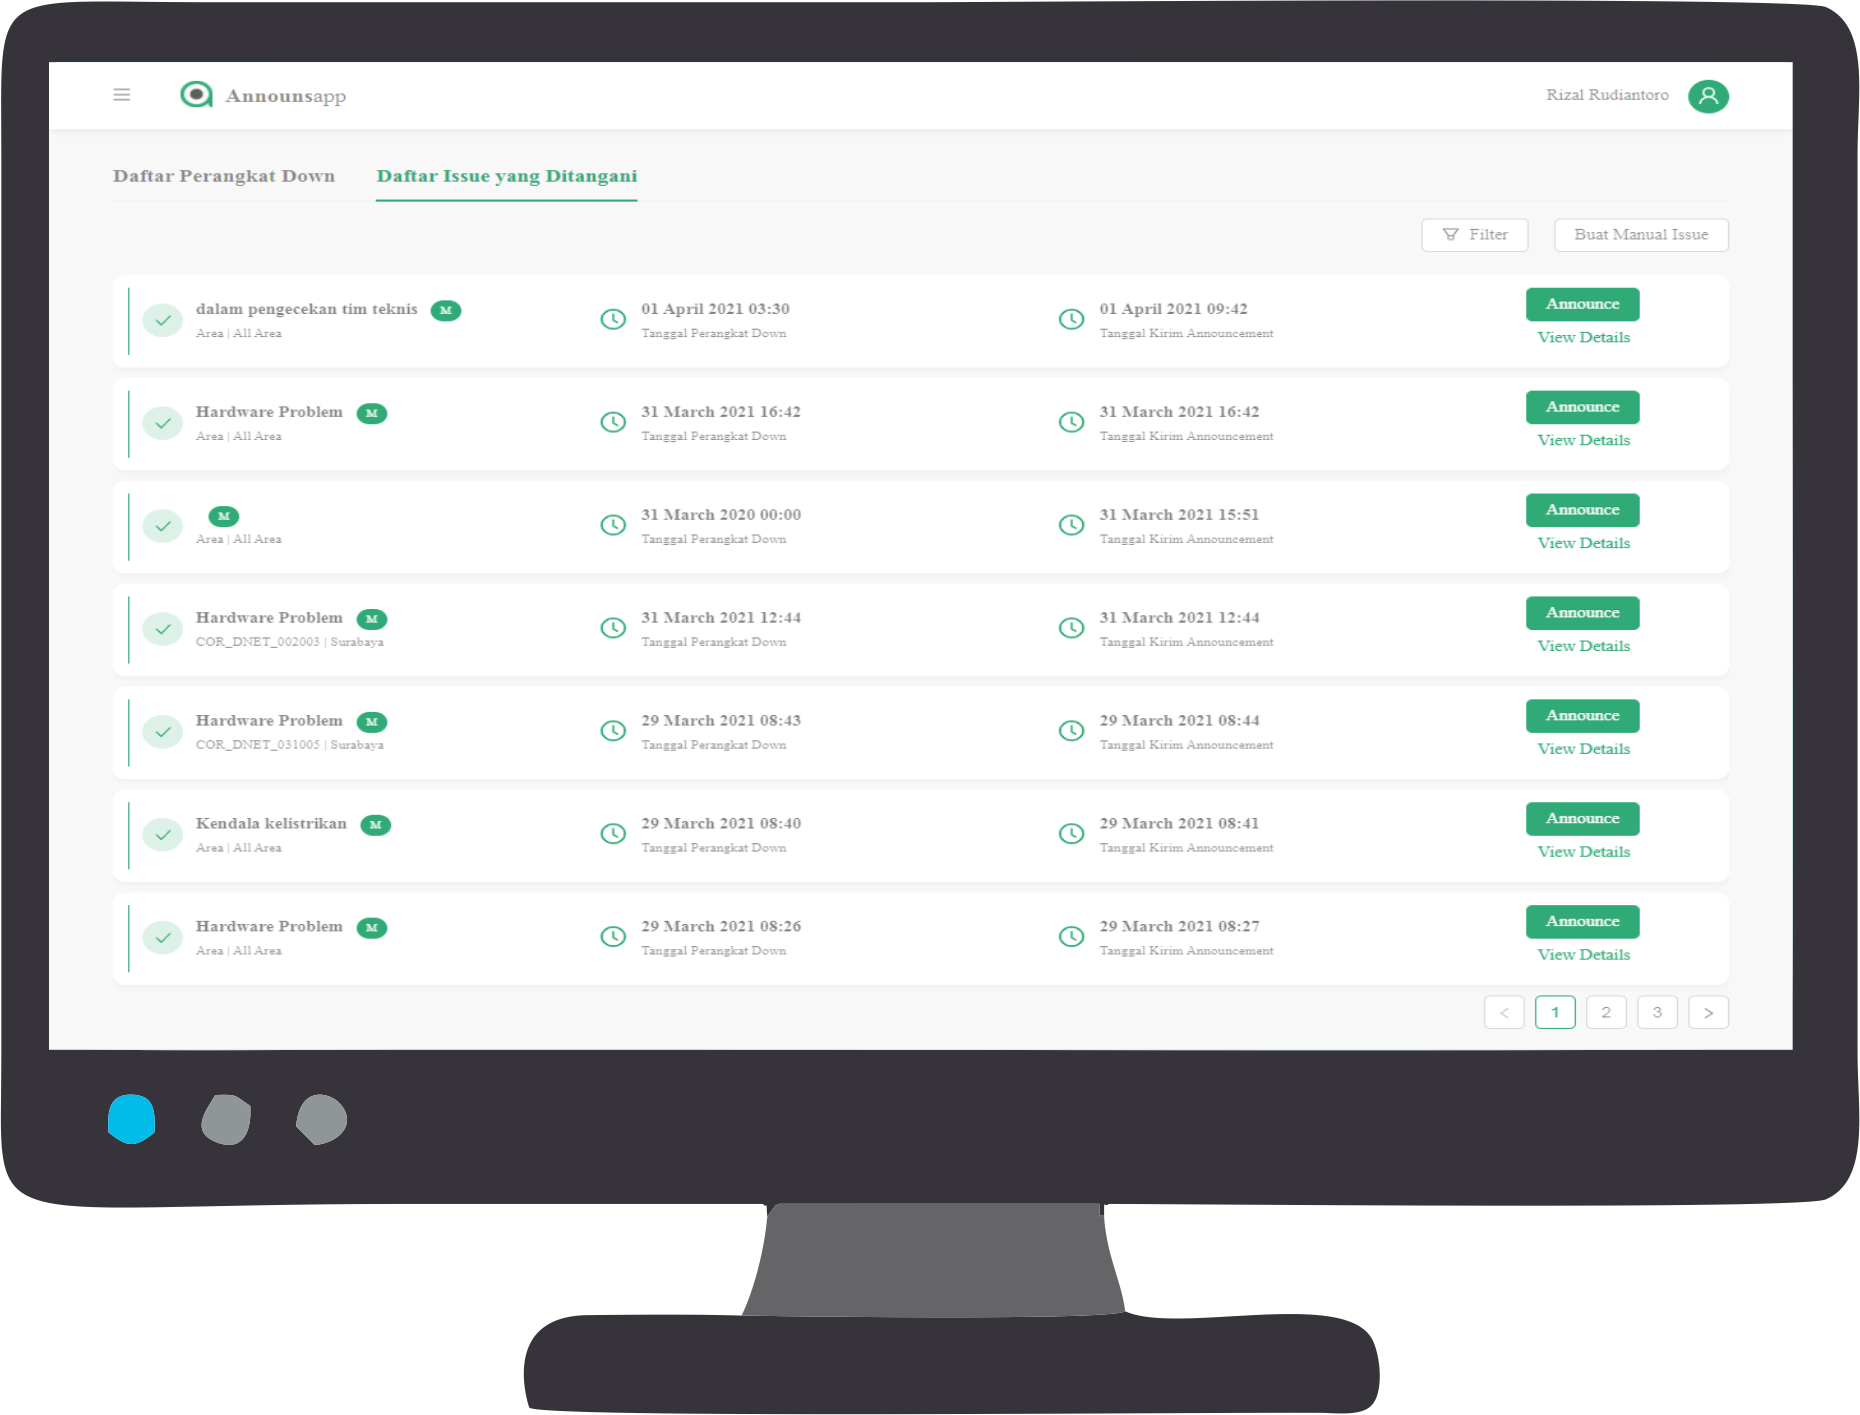 Announsapp
Rizal Rudiantoro
Daftar Perangkat Down
Daftar Issue yang Ditangani
Filter
Buat Manual Issue
dalam pengecekan tim teknis M
Area | All Area
01 April 2021 03:30
Tanggal Perangkat Down
01 April 2021 09:42
Tanggal Kirim Announcement
Announce
View Details
Hardware Problem M
Area | All Area
31 March 2021 16:42
Tanggal Perangkat Down
31 March 2021 16:42
Tanggal Kirim Announcement
Announce
View Details
M
Area | All Area
31 March 2020 00:00
Tanggal Perangkat Down
31 March 2021 15:51
Tanggal Kirim Announcement
Announce
View Details
Hardware Problem M
COR_DNET_002003 | Surabaya
31 March 2021 12:44
Tanggal Perangkat Down
31 March 2021 12:44
Tanggal Kirim Announcement
Announce
View Details
Hardware Problem M
COR_DNET_031005 | Surabaya
29 March 2021 08:43
Tanggal Perangkat Down
29 March 2021 08:44
Tanggal Kirim Announcement
Announce
View Details
Kendala kelistrikan M
Area | All Area
29 March 2021 08:40
Tanggal Perangkat Down
29 March 2021 08:41
Tanggal Kirim Announcement
Announce
View Details
Hardware Problem M
Area | All Area
29 March 2021 08:26
Tanggal Perangkat Down
29 March 2021 08:27
Tanggal Kirim Announcement
Announce
View Details
< 1 2 3 >